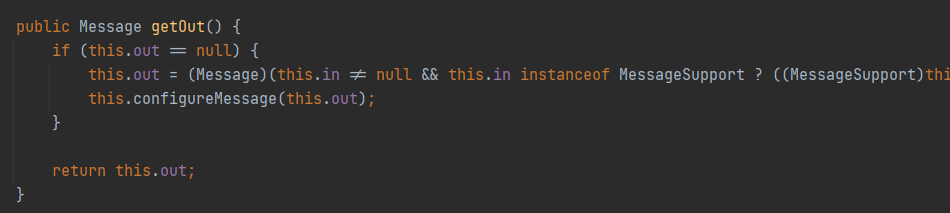 public Message getOut() {
if (this.out == null) {
this.out = (Message)(this.in != null && this.in instanceof MessageSupport ? ((MessageSupport)thi
this.configureMessage(this.out);
}
return this.out;
}